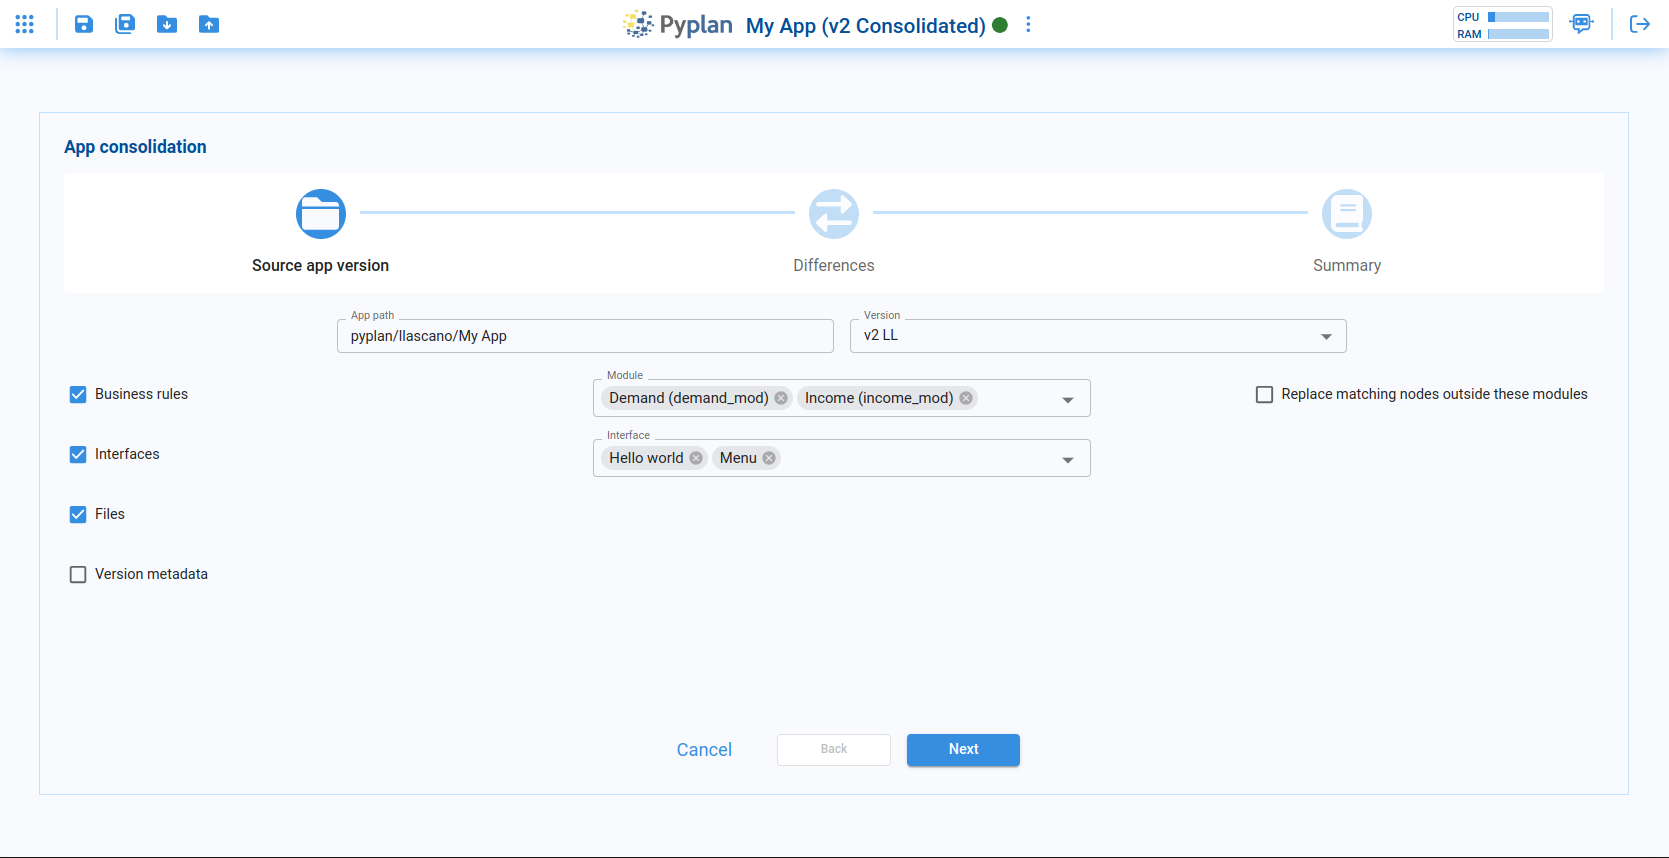 Pyplan My App (v2 Consolidated)
CPU
RAM
App consolidation
Source app version
Differences
Summary
App path
pyplan/llascano/My App
Version
v2 LL
Business rules
Module
Demand (demand_mod) Income (income_mod)
Replace matching nodes outside these modules
Interfaces
Interface
Hello world Menu
Files
Version metadata
Cancel Back Next